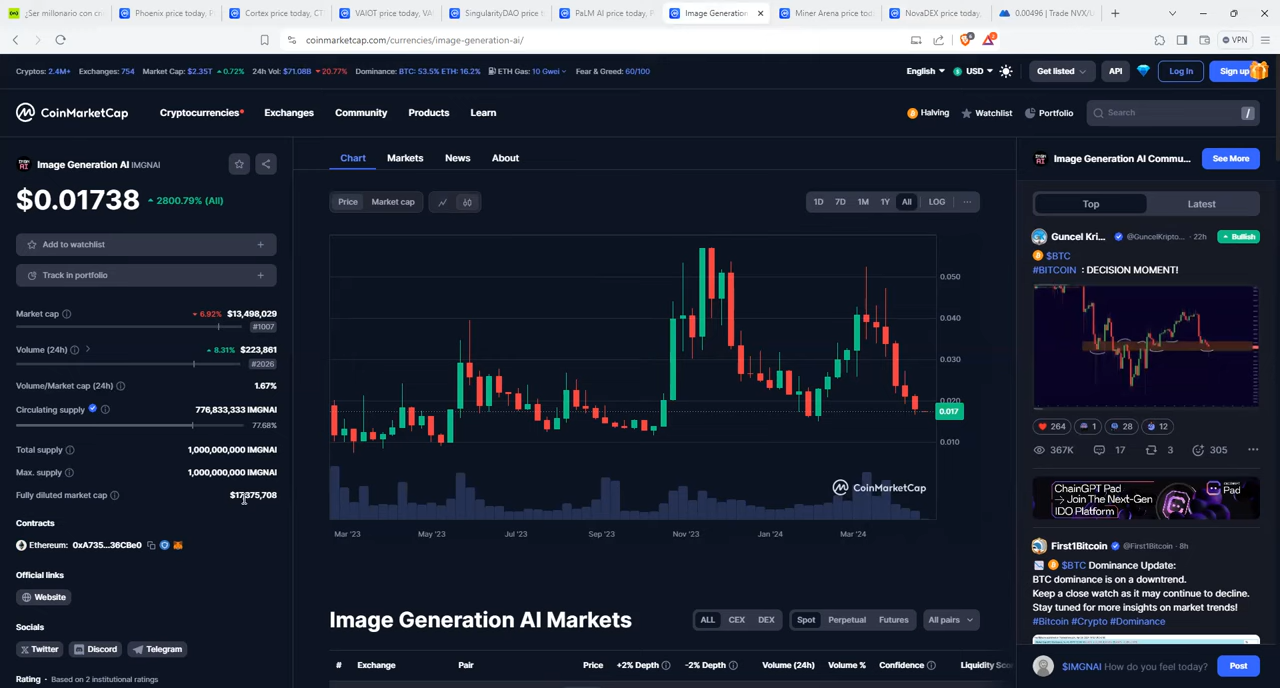 ¿Ser millonario con cri
Phoenix price today, P
Cortex price today, CT
VAIOT price today, VA
SingularityDAO price t
PaLM AI price today, P
Image Generation
Miner Arena price tod
NovaDEX price today,
0.00496 | Trade NVX/U
coinmarketcap.com/currencies/image-generation-ai/
VPN
Cryptos: 2.4M+ Exchanges: 754 Market Cap: $2.35T 0.72% 24h Vol: $71.08B 20.77% Dominance: BTC: 53.5% ETH: 16.2% ETH Gas: 10 Gwei Fear & Greed: 60/100
English USD Get listed API Log In Sign up
CoinMarketCap Cryptocurrencies Exchanges Community Products Learn
Halving Watchlist Portfolio Search /
Image Generation AI IMGNAI
$0.01738 2800.79% (All)
Add to watchlist +
Track in portfolio +
Market cap 6.92% $13,498,029
#1007
Volume (24h) 8.31% $223,861
#2026
Volume/Market cap (24h) 1.67%
Circulating supply 776,833,333 IMGNAI
77.68%
Total supply 1,000,000,000 IMGNAI
Max. supply 1,000,000,000 IMGNAI
Fully diluted market cap $17,375,708
Contracts
Ethereum: 0xA735...36CBe0
Official links
Website
Socials
Twitter Discord Telegram
Rating • Based on 2 institutional ratings
Chart Markets News About
Price Market cap
1D 7D 1M 1Y All LOG ...
0.050
0.040
0.030
0.020
0.017
0.010
CoinMarketCap
Mar '23 May '23 Jul '23 Sep '23 Nov '23 Jan '24 Mar '24
Image Generation AI Markets
ALL CEX DEX Spot Perpetual Futures All pairs
# Exchange Pair Price +2% Depth -2% Depth Volume (24h) Volume % Confidence Liquidity Sco
Image Generation AI Commu... See More
Top Latest
Guncel Kri... @GuncelKripto... · 22h Bullish
$BTC
#BITCOIN : DECISION MOMENT!
264 1 28 12
367K 17 3 305 ...
ChainGPT Pad
→ Join The Next-Gen
IDO Platform
Pad
First1Bitcoin @First1Bitcoin · 8h
$BTC Dominance Update:
BTC dominance is on a downtrend.
Keep a close watch as it may continue to decline.
Stay tuned for more insights on market trends!
#Bitcoin #Crypto #Dominance
$IMGNAI How do you feel today? Post